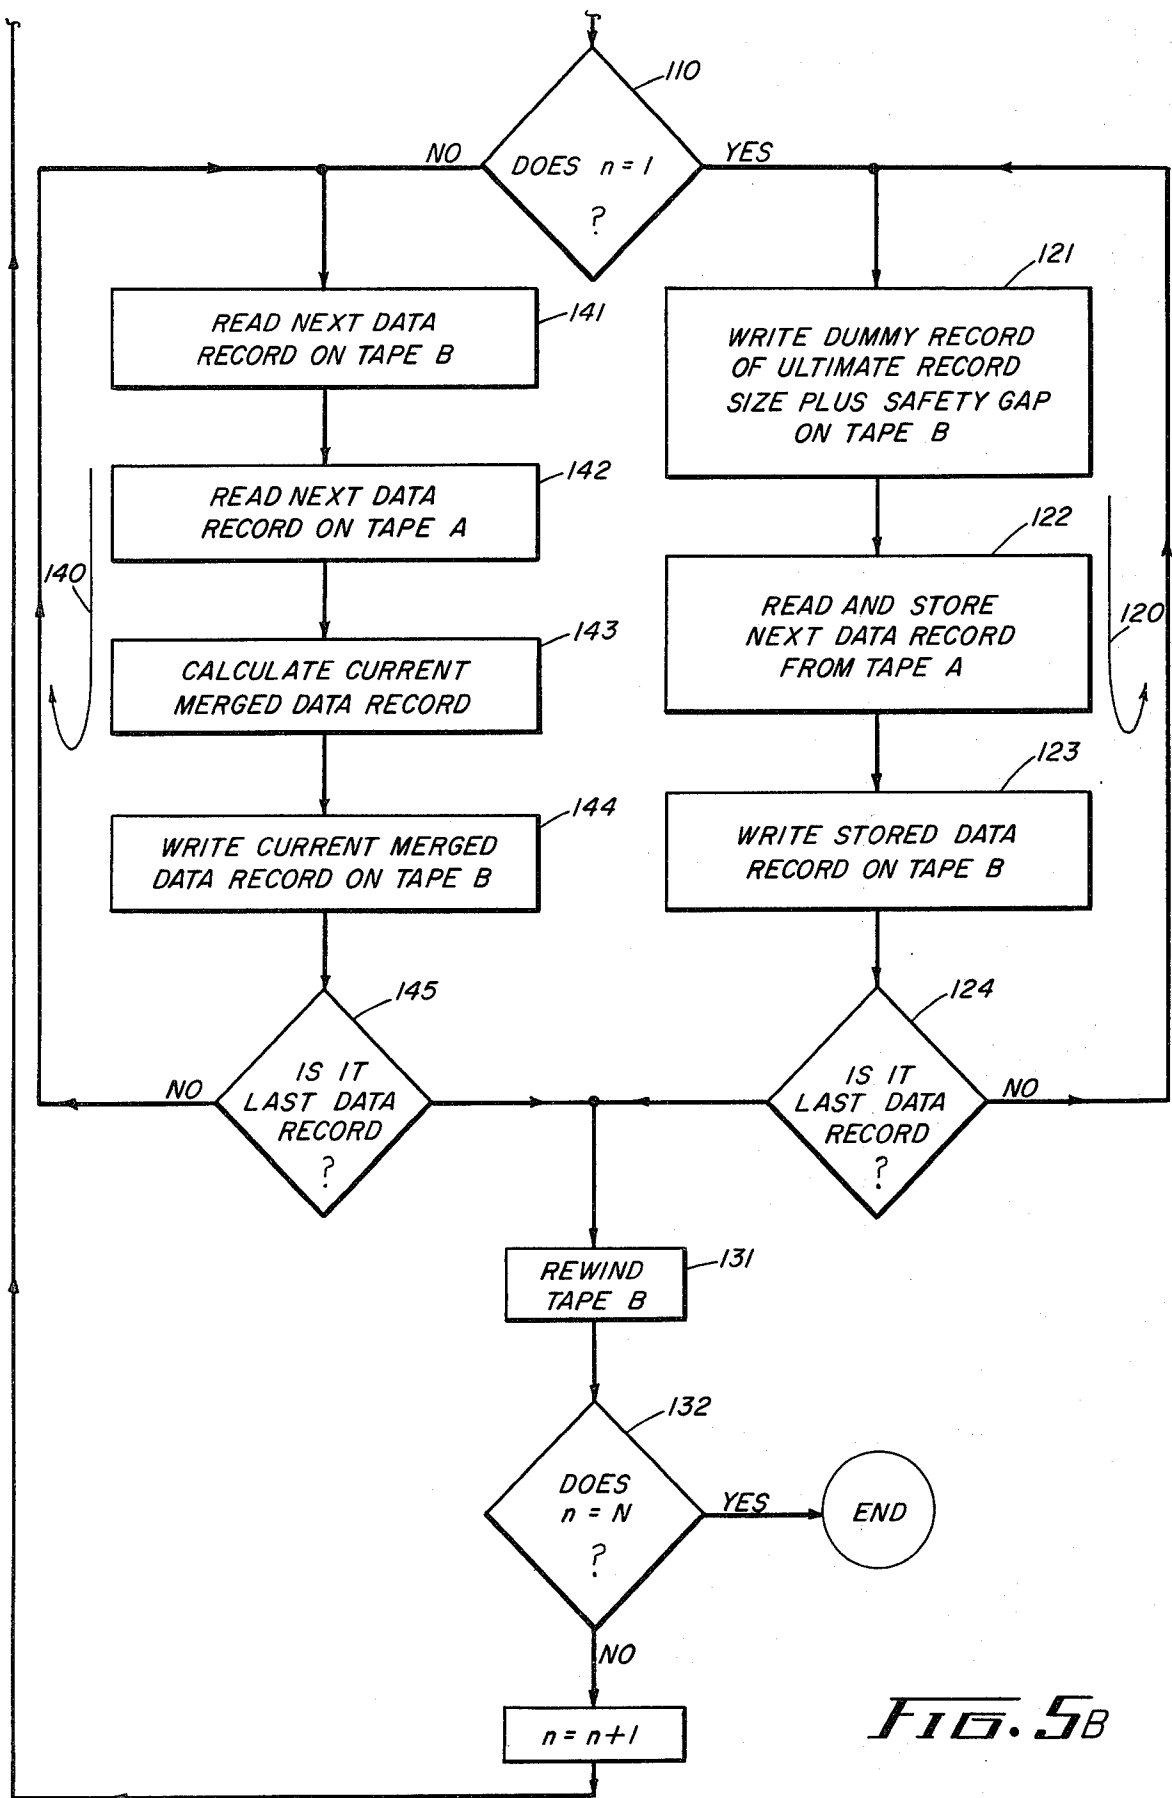 110
NO
DOES n = 1
?
YES
141
READ NEXT DATA
RECORD ON TAPE B
121
WRITE DUMMY RECORD
OF ULTIMATE RECORD
SIZE PLUS SAFETY GAP
ON TAPE B
142
READ NEXT DATA
RECORD ON TAPE A
122
READ AND STORE
NEXT DATA RECORD
FROM TAPE A
140
120
143
CALCULATE CURRENT
MERGED DATA RECORD
123
WRITE STORED DATA
RECORD ON TAPE B
144
WRITE CURRENT MERGED
DATA RECORD ON TAPE B
145
IS IT
LAST DATA
RECORD
?
NO
124
IS IT
LAST DATA
RECORD
?
NO
131
REWIND
TAPE B
132
DOES
n = N
?
YES
END
NO
n = n+1
FIG. 5B